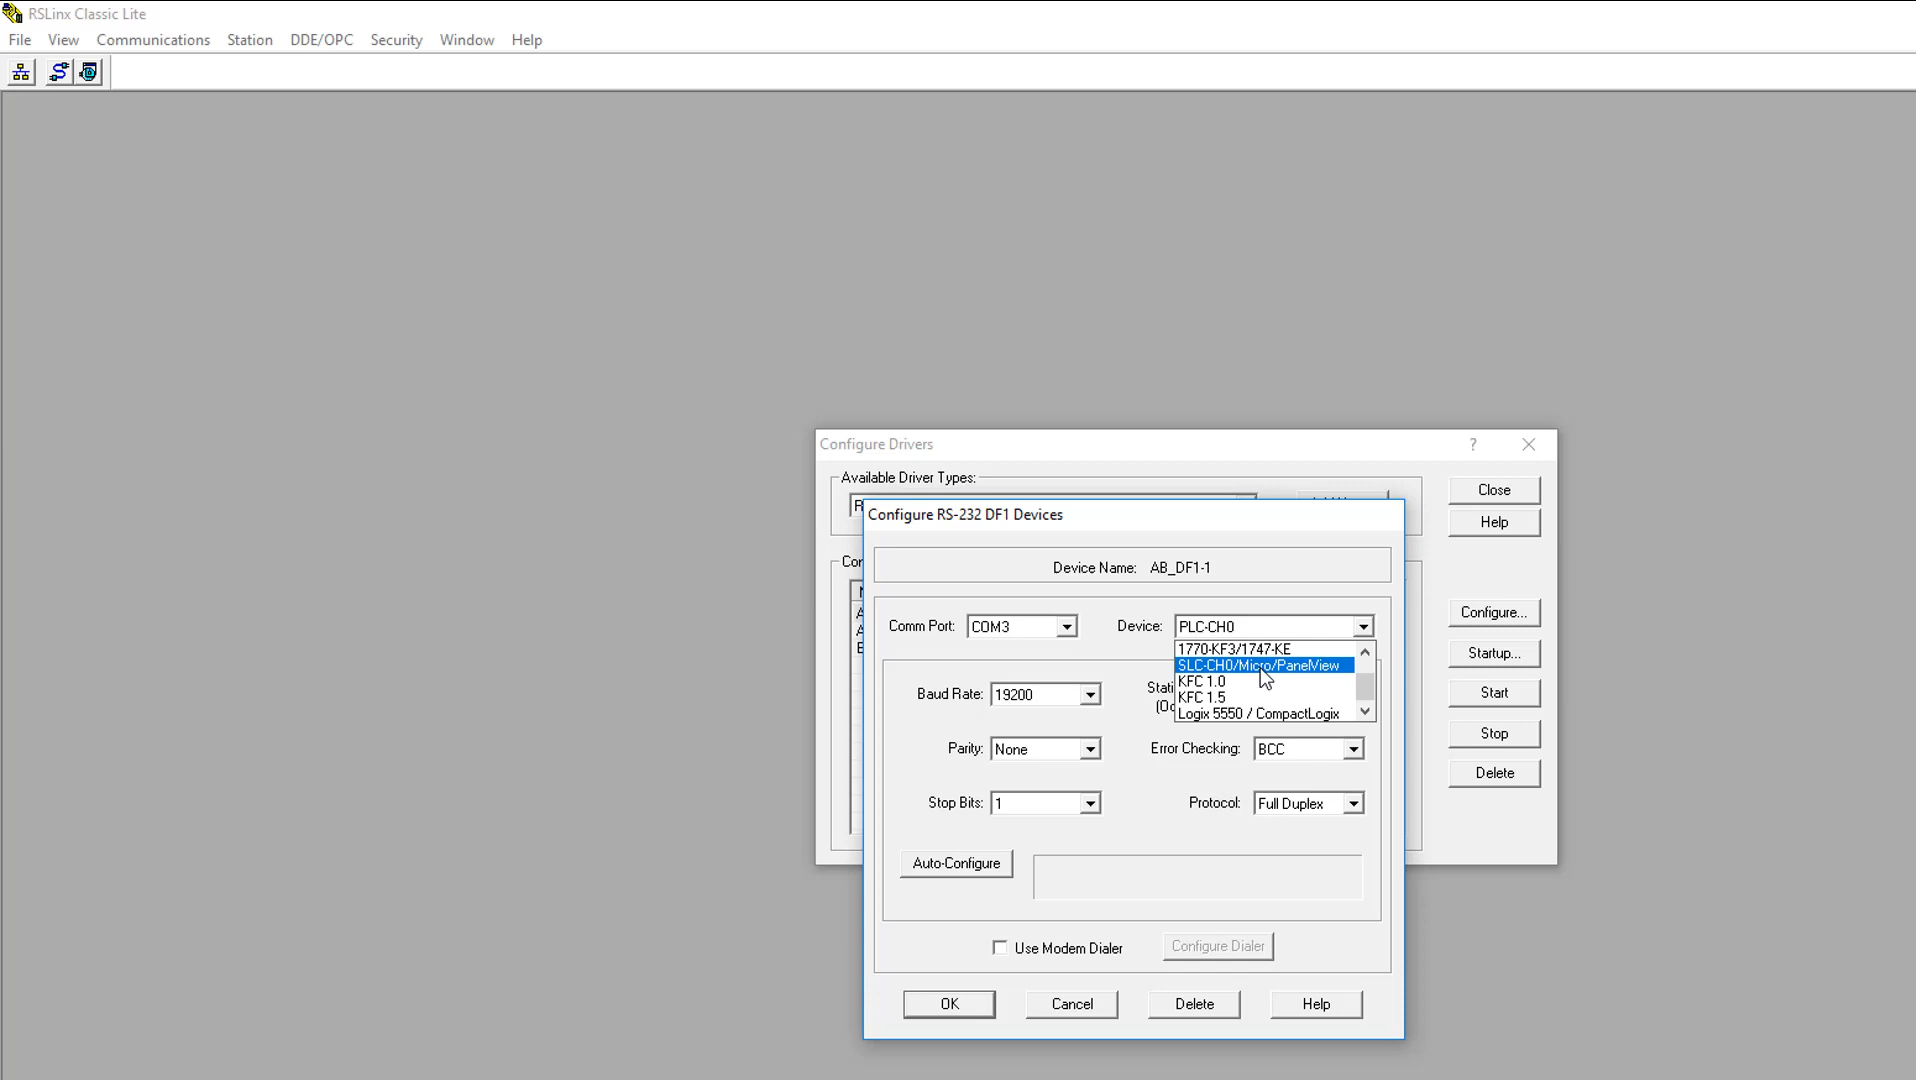 RSLinx Classic Lite
File View Communications Station DDE/OPC Security Window Help
Configure Drivers ?
Available Driver Types:
Close
Configure RS-232 DF1 Devices
Help
Device Name: AB_DF1-1
Comm Port: COM3 Device: PLC-CH0
Configure...
1770-KF3/1747-KE
SLC-CH0/Micro/PanelView
KFC 1.0
KFC 1.5
Logix 5550 / CompactLogix
Startup...
Baud Rate: 19200
Start
Parity: None Error Checking: BCC
Stop
Stop Bits: 1 Protocol: Full Duplex
Delete
Auto-Configure
Use Modem Dialer Configure Dialer
OK Cancel Delete Help